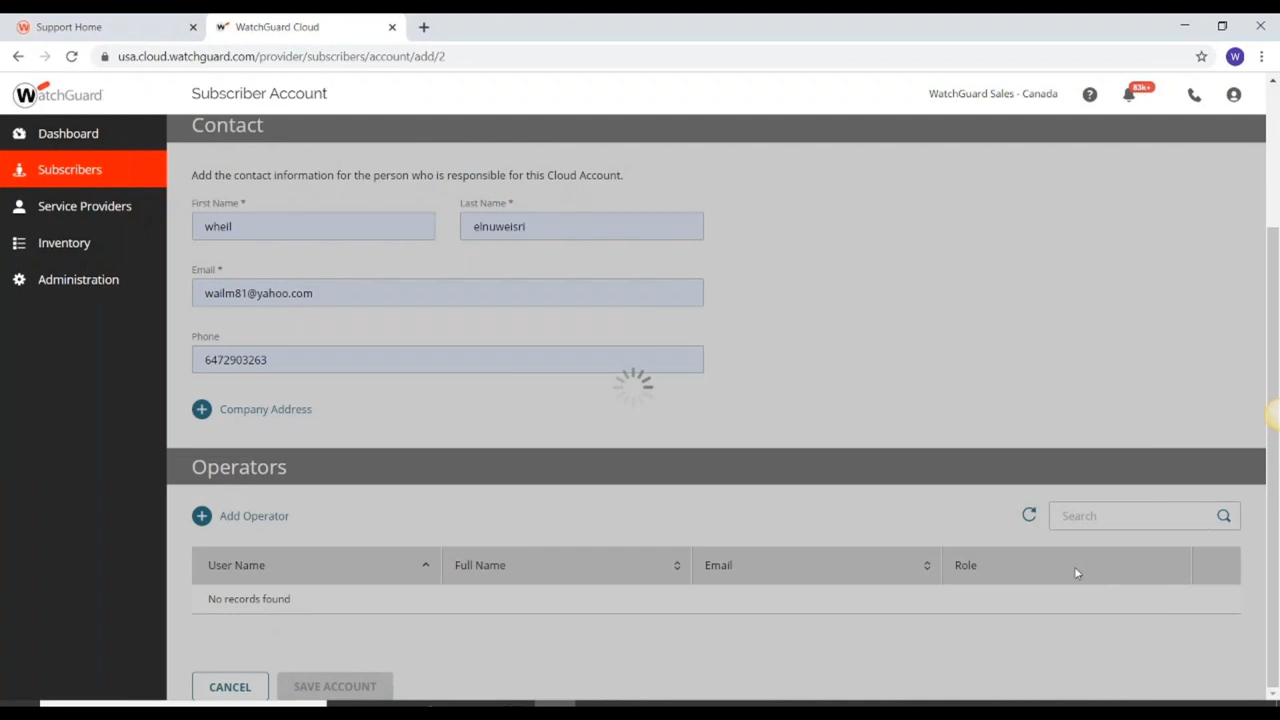 Support Home
WatchGuard Cloud
usa.cloud.watchguard.com/provider/subscribers/account/add/2
W
WatchGuard
Subscriber Account
WatchGuard Sales - Canada
?
83k+
Dashboard
Subscribers
Service Providers
Inventory
Administration
Contact
Add the contact information for the person who is responsible for this Cloud Account.
First Name *
Last Name *
wheil
elnuweisri
Email *
wailm81@yahoo.com
Phone
6472903263
Company Address
Operators
Add Operator
Search
User Name
Full Name
Email
Role
No records found
CANCEL
SAVE ACCOUNT